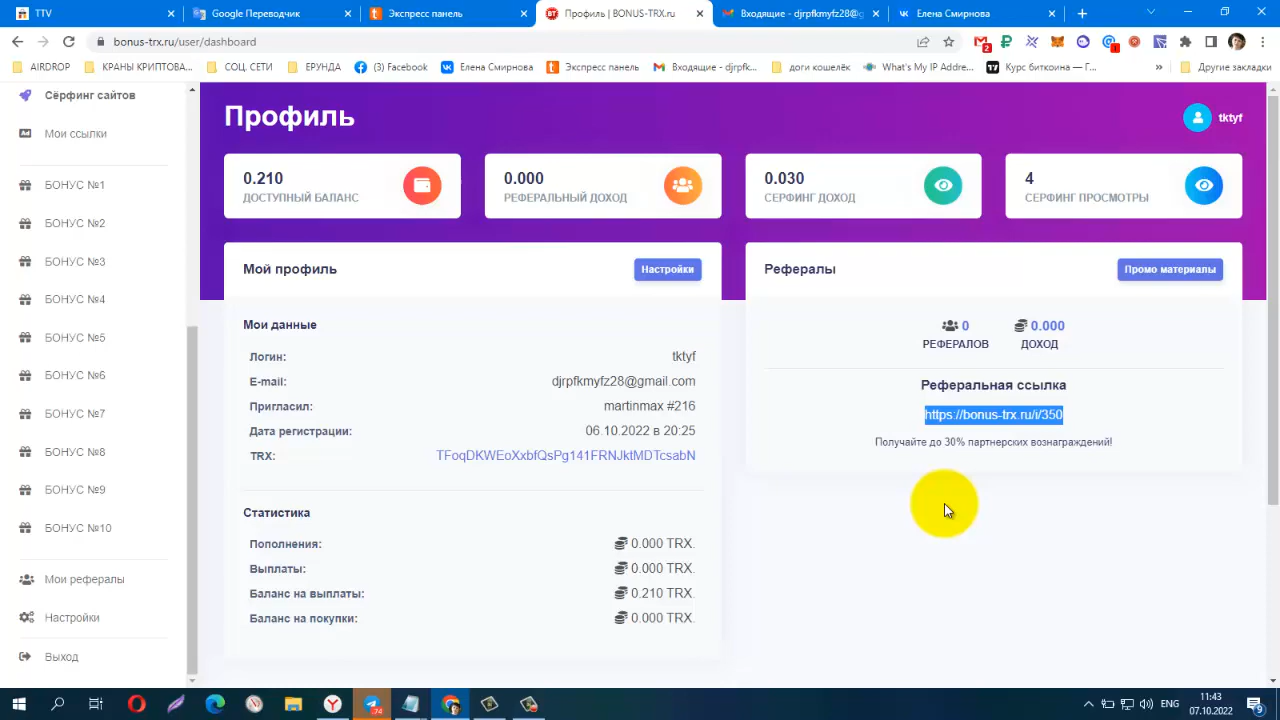 TTV
Google Переводчик
Экспресс панель
Профиль | BONUS-TRX.ru
Входящие - djrpfkmyfz28@g
Елена Смирнова
bonus-trx.ru/user/dashboard
2
1
AIRDROP
КРАНЫ КРИПТОВА...
СОЦ. СЕТИ
ЕРУНДА
(3) Facebook
Елена Смирнова
Экспресс панель
Входящие - djrpfk...
доги кошелёк
What's My IP Addre...
Курс биткоина — Г...
»
Другие закладки
Сёрфинг сайтов
Мои ссылки
БОНУС №1
БОНУС №2
БОНУС №3
БОНУС №4
БОНУС №5
БОНУС №6
БОНУС №7
БОНУС №8
БОНУС №9
БОНУС №10
Мои рефералы
Настройки
Выход
Профиль
tktyf
0.210
ДОСТУПНЫЙ БАЛАНС
0.000
РЕФЕРАЛЬНЫЙ ДОХОД
0.030
СЕРФИНГ ДОХОД
4
СЕРФИНГ ПРОСМОТРЫ
Мой профиль
Настройки
Мои данные
Логин: tktyf
E-mail: djrpfkmyfz28@gmail.com
Пригласил: martinmax #216
Дата регистрации: 06.10.2022 в 20:25
TRX: TFoqDKWEoXxbfQsPg141FRNJktMDTcsabN
Статистика
Пополнения: 0.000 TRX.
Выплаты: 0.000 TRX.
Баланс на выплаты: 0.210 TRX.
Баланс на покупки: 0.000 TRX.
Рефералы
Промо материалы
0
РЕФЕРАЛОВ
0.000
ДОХОД
Реферальная ссылка
https://bonus-trx.ru/i/350
Получайте до 30% партнерских вознаграждений!
74
ENG
11:43
07.10.2022
9